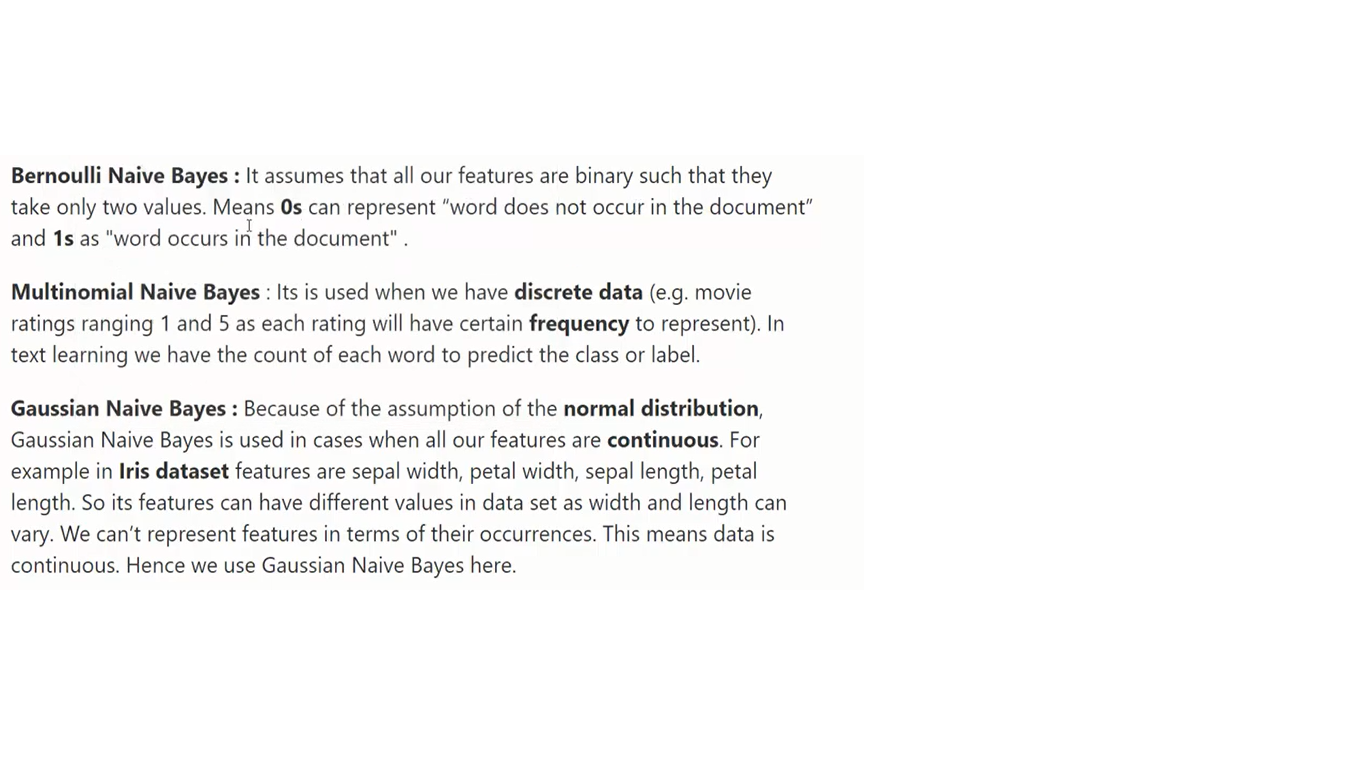 Bernoulli Naive Bayes : It assumes that all our features are binary such that they
take only two values. Means 0s can represent “word does not occur in the document”
and 1s as "word occurs in the document" .
Multinomial Naive Bayes : Its is used when we have discrete data (e.g. movie
ratings ranging 1 and 5 as each rating will have certain frequency to represent). In
text learning we have the count of each word to predict the class or label.
Gaussian Naive Bayes : Because of the assumption of the normal distribution,
Gaussian Naive Bayes is used in cases when all our features are continuous. For
example in Iris dataset features are sepal width, petal width, sepal length, petal
length. So its features can have different values in data set as width and length can
vary. We can’t represent features in terms of their occurrences. This means data is
continuous. Hence we use Gaussian Naive Bayes here.